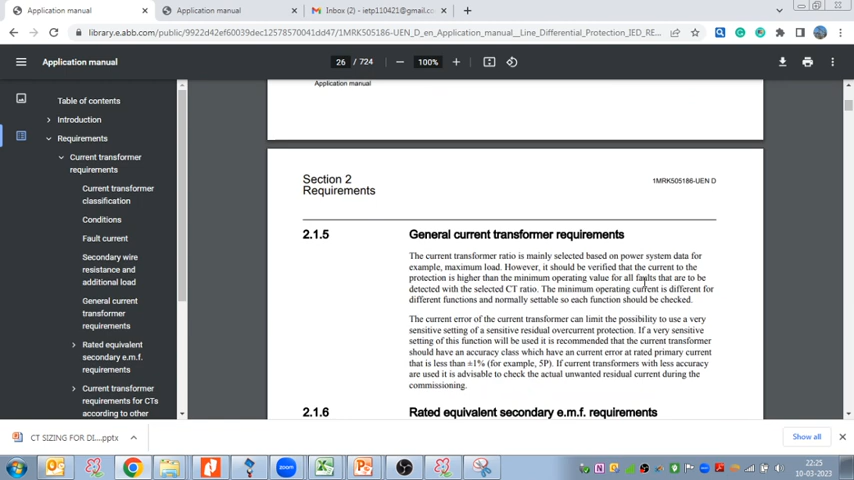 Application manual
Application manual
Inbox (2) - ietp110421@gmail.co
library.e.abb.com/public/9922d42ef60039dec12578570041dd47/1MRK505186-UEN_D_en_Application_manual__Line_Differential_Protection_IED_RE...
Application manual
26 / 724
100%
Table of contents
Introduction
Requirements
Current transformer
requirements
Current transformer
classification
Conditions
Fault current
Secondary wire
resistance and
additional load
General current
transformer
requirements
Rated equivalent
secondary e.m.f.
requirements
Current transformer
requirements for CTs
according to other
Application manual
Section 2
Requirements
1MRK505186-UEN D
2.1.5 General current transformer requirements
The current transformer ratio is mainly selected based on power system data for
example, maximum load. However, it should be verified that the current to the
protection is higher than the minimum operating value for all faults that are to be
detected with the selected CT ratio. The minimum operating current is different for
different functions and normally settable so each function should be checked.
The current error of the current transformer can limit the possibility to use a very
sensitive setting of a sensitive residual overcurrent protection. If a very sensitive
setting of this function will be used it is recommended that the current transformer
should have an accuracy class which have an current error at rated primary current
that is less than ±1% (for example, 5P). If current transformers with less accuracy
are used it is advisable to check the actual unwanted residual current during the
commissioning.
2.1.6 Rated equivalent secondary e.m.f. requirements
CT SIZING FOR DI....pptx
Show all
22:25
10-03-2023